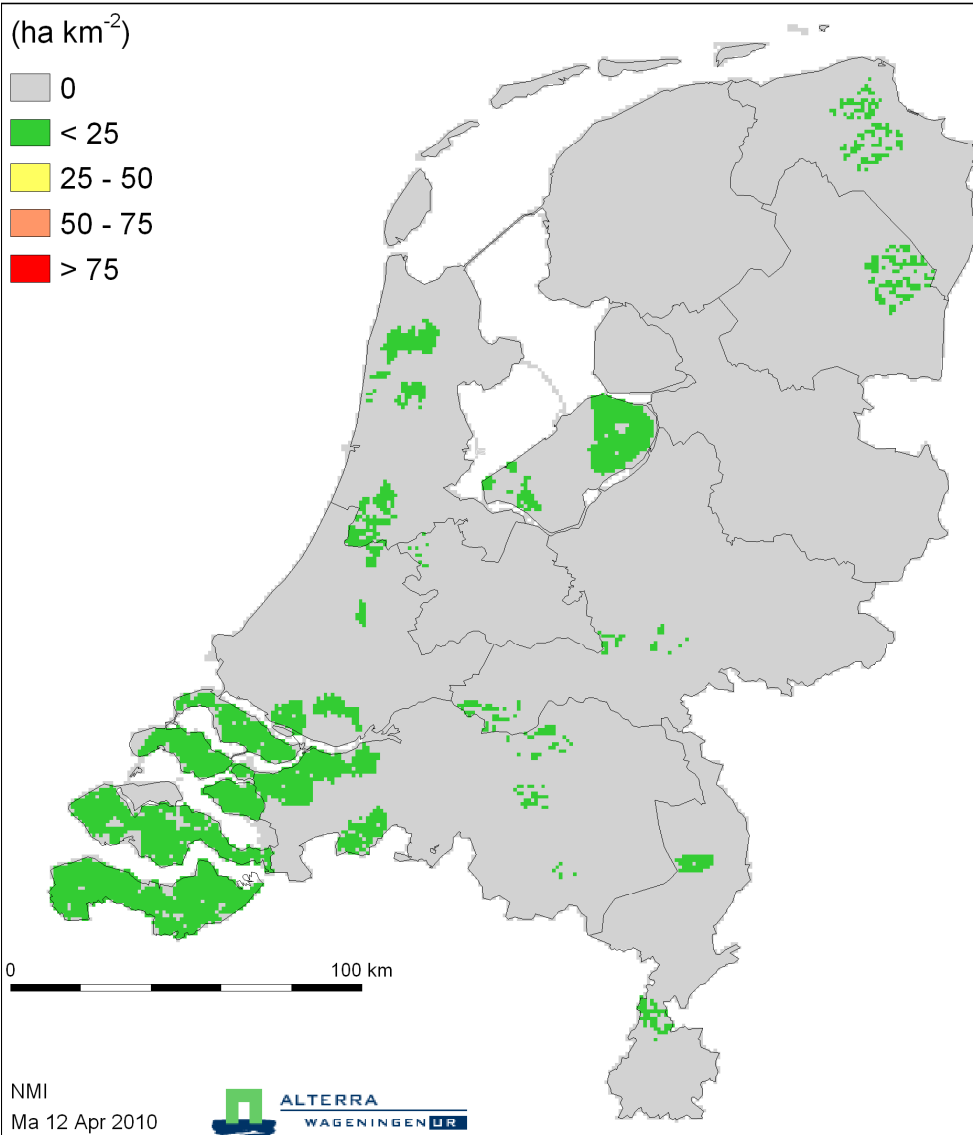 (ha km⁻²)
0
< 25
25 - 50
50 - 75
> 75
0 100 km
NMI
Ma 12 Apr 2010
ALTERRA
WAGENINGEN UR